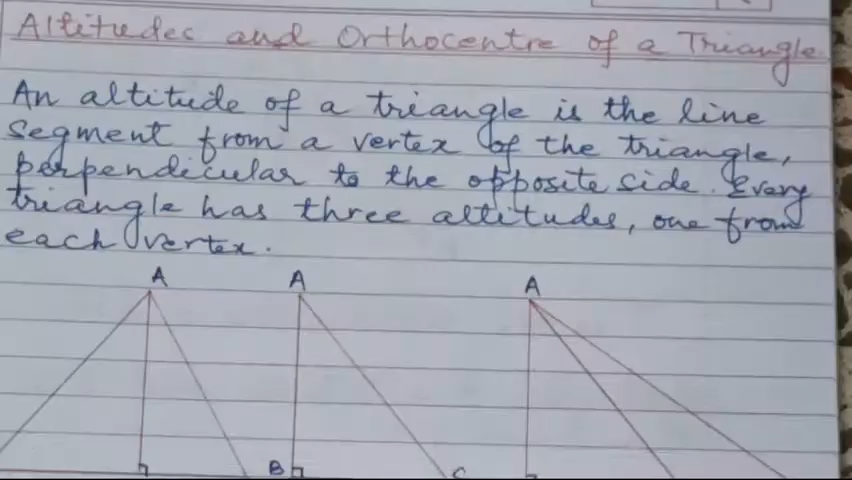 Altitudes and Orthocentre of a Triangle
An altitude of a triangle is the line
segment from a vertex of the triangle,
perpendicular to the opposite side. Every
triangle has three altitudes, one from
each vertex.
A A A
B C